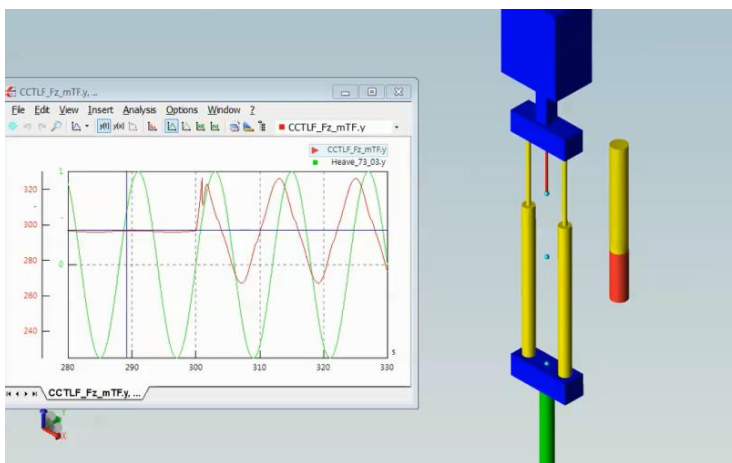 CCTLF_Fz_mTF.y, ...
File Edit View Insert Analysis Options Window ?
y(t) y(x) CCTLF_Fz_mTF.y
CCTLF_Fz_mTF.y
Heave_73_03.y
1
320
300
280
0
260
240
s
280 290 300 310 320 330
CCTLF_Fz_mTF.y, ...
X